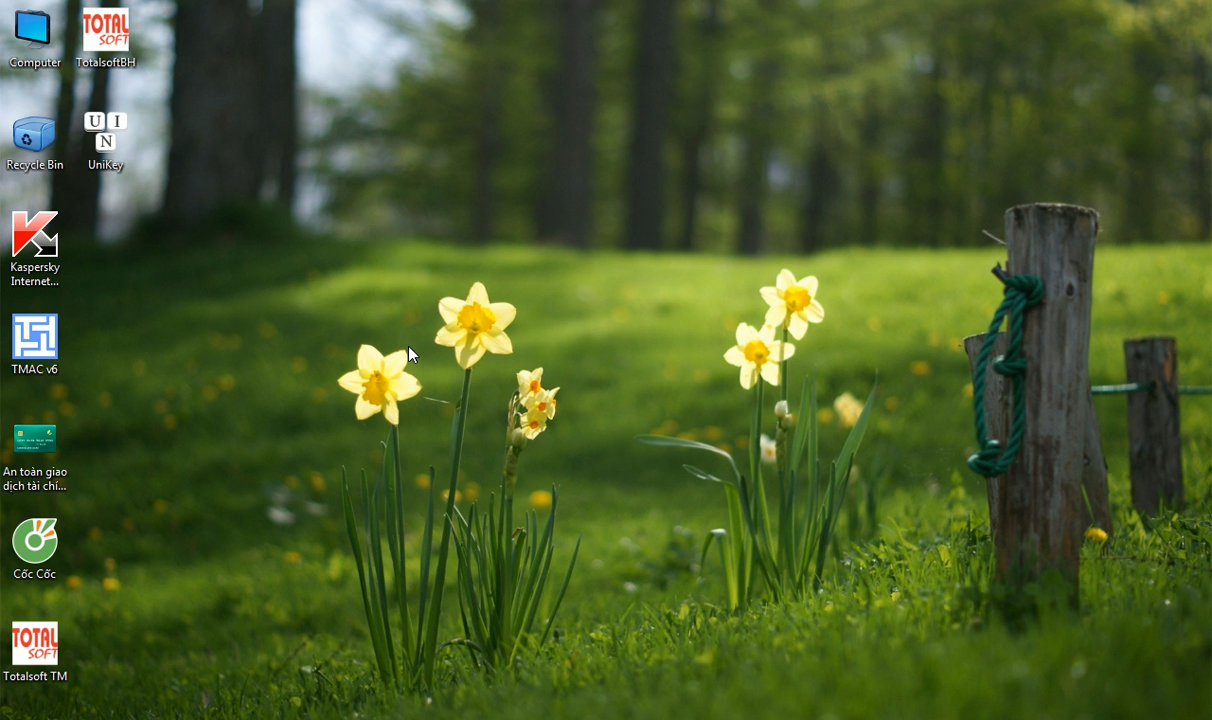 Computer
TOTAL
SOFT
TotalsoftBH
Recycle Bin
U I
N
UniKey
K
Kaspersky
Internet...
TMAC v6
An toàn giao
dịch tài chí...
Cốc Cốc
TOTAL
SOFT
Totalsoft TM